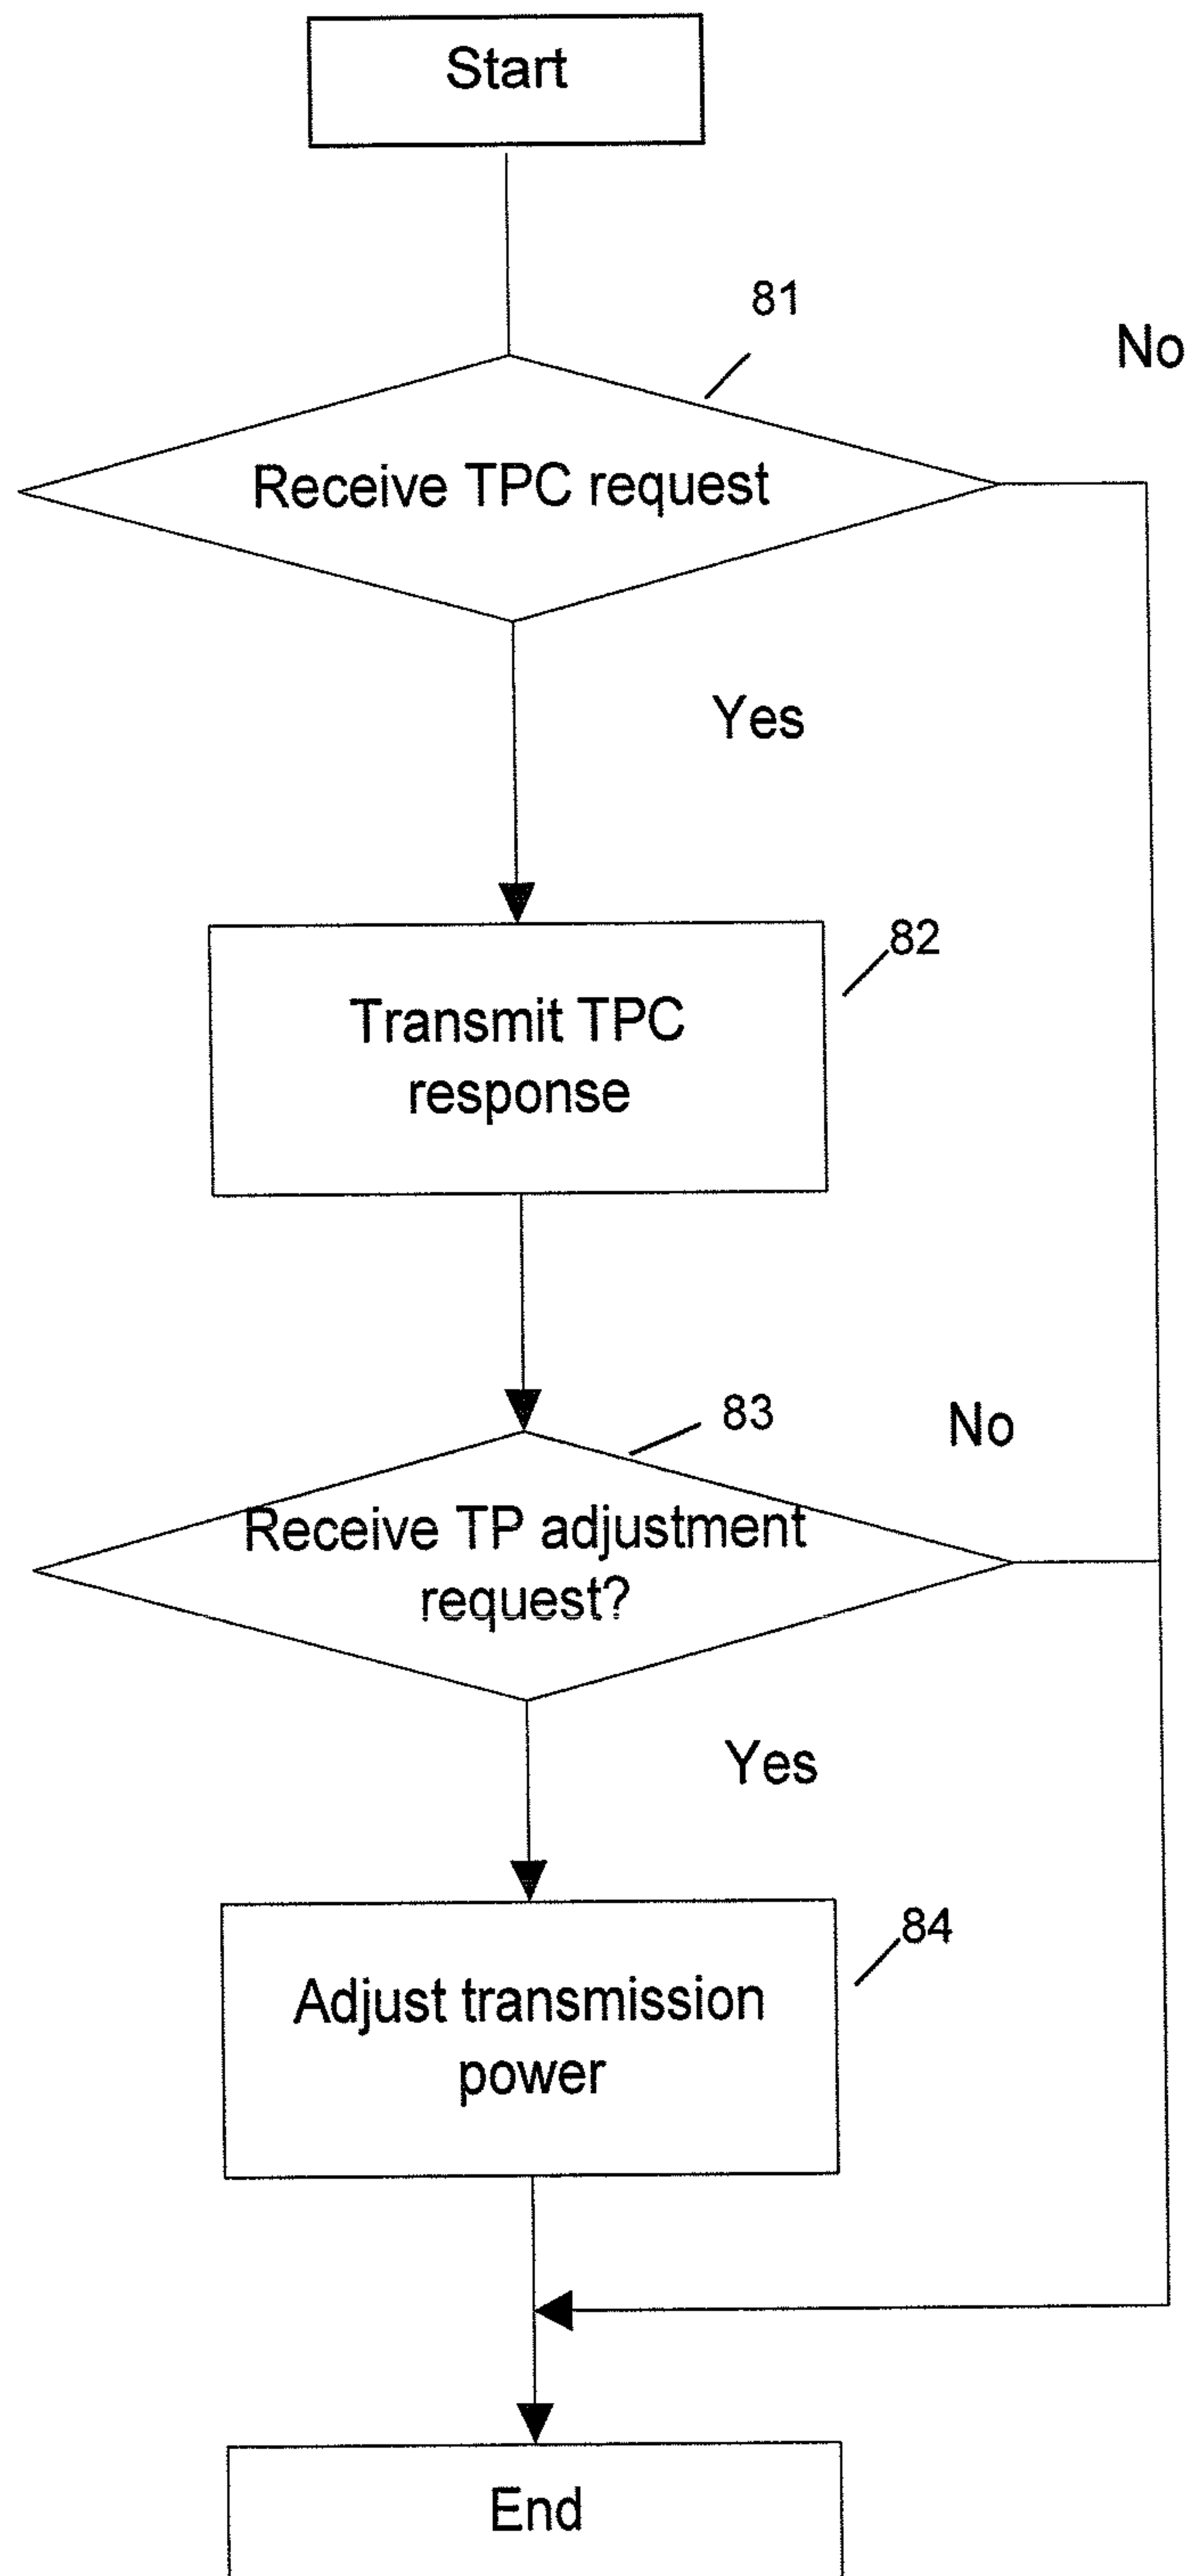 Start
81
No
Receive TPC request
Yes
82
Transmit TPC
response
83
No
Receive TP adjustment
request?
Yes
84
Adjust transmission
power
End